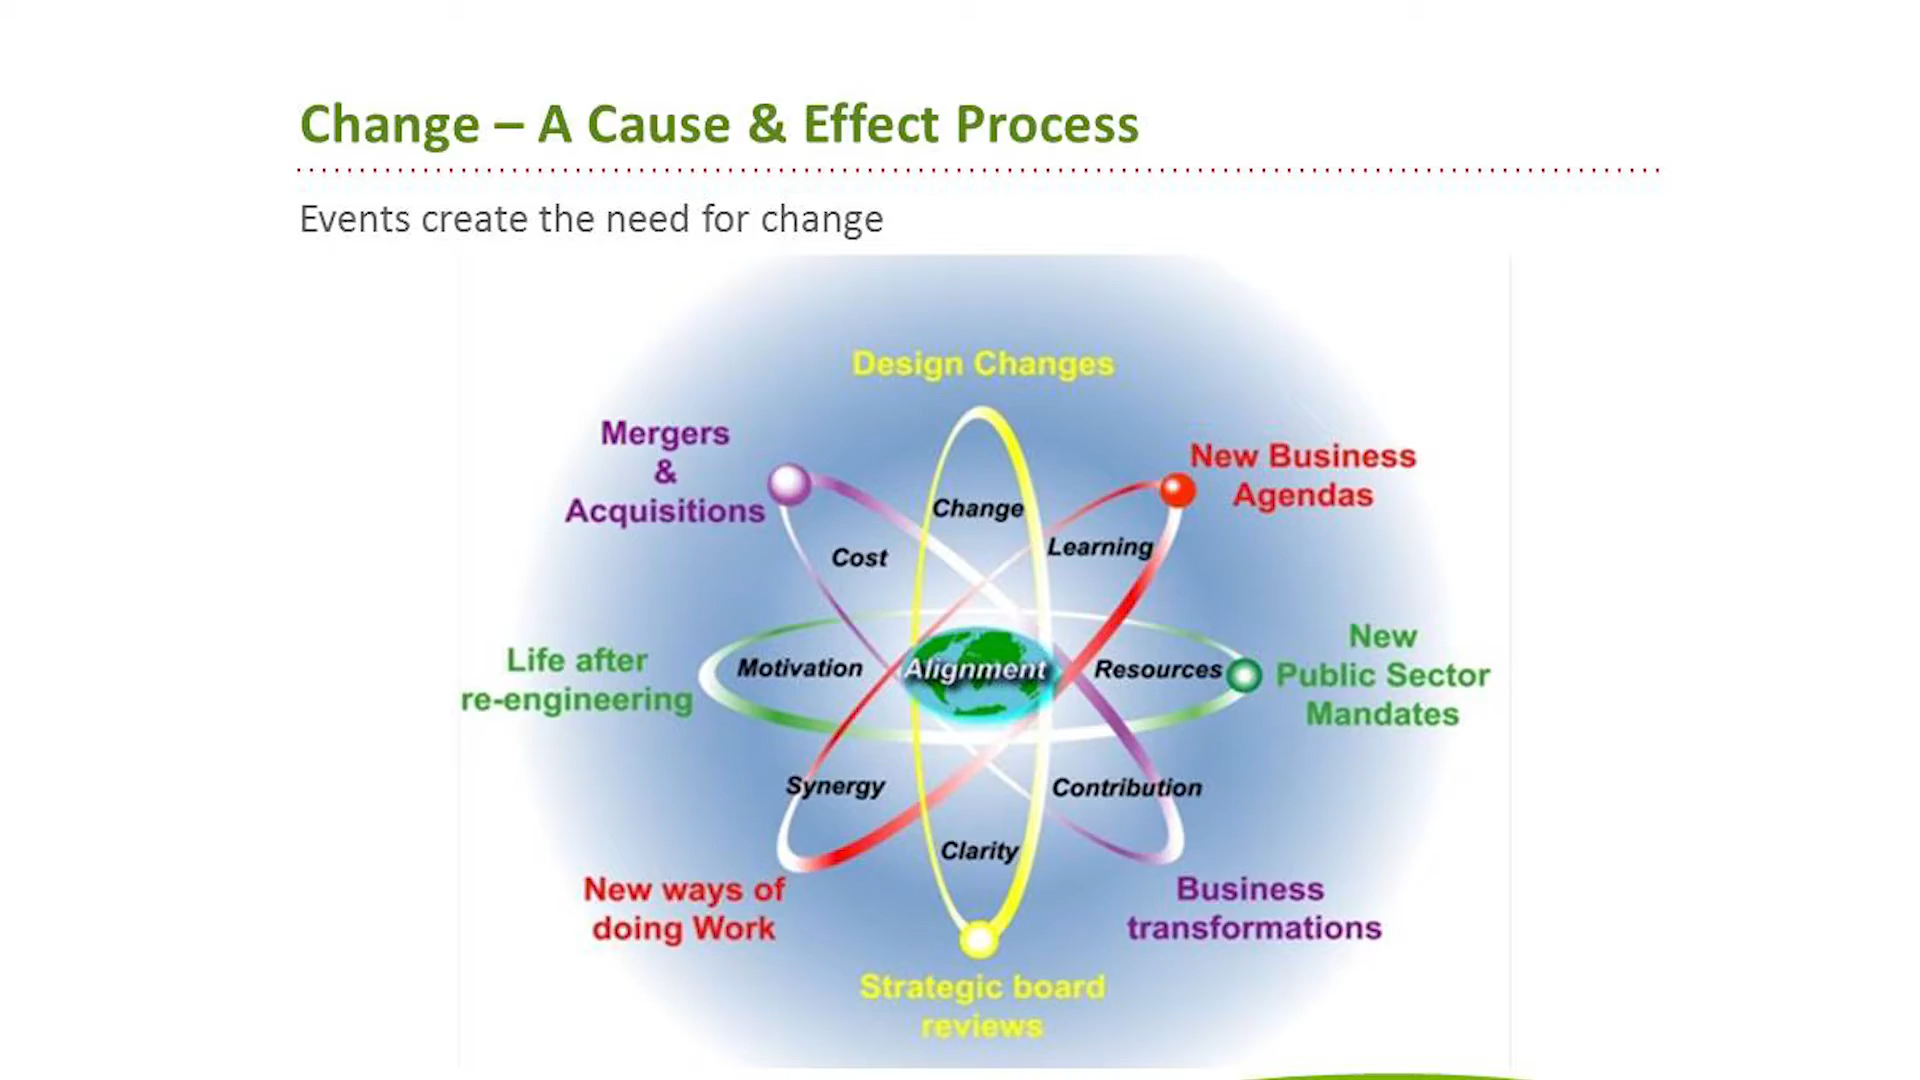 Change – A Cause & Effect Process
Events create the need for change
Design Changes
Mergers
&
Acquisitions
New Business
Agendas
Change
Learning
Cost
Life after
re-engineering
Motivation
Alignment
Resources
New
Public Sector
Mandates
Synergy
Contribution
Clarity
New ways of
doing Work
Business
transformations
Strategic board
reviews